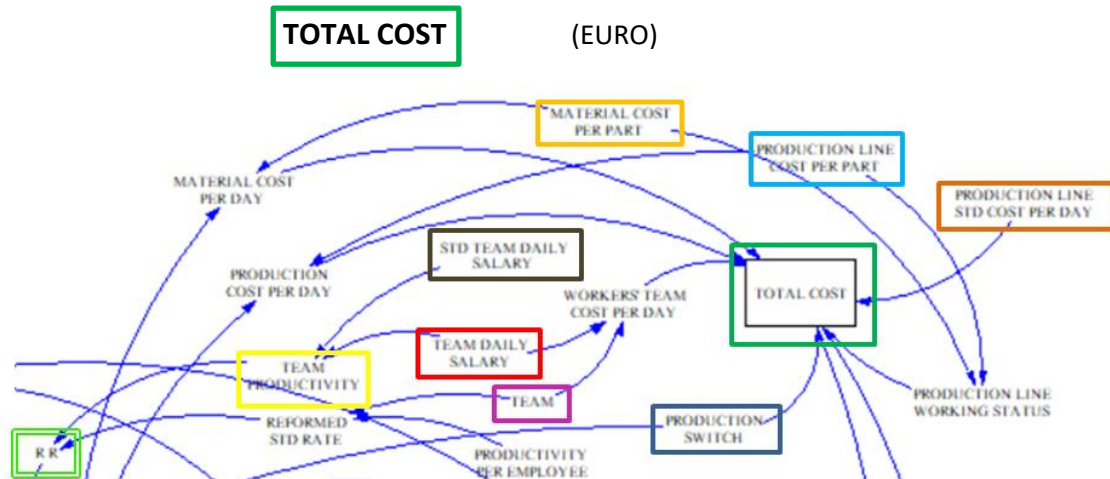 TOTAL COST (EURO)
MATERIAL COST
PER PART
PRODUCTION LINE
COST PER PART
MATERIAL COST
PER DAY
PRODUCTION LINE
STD COST PER DAY
STD TEAM DAILY
SALARY
PRODUCTION
COST PER DAY
WORKERS' TEAM
COST PER DAY
TOTAL COST
TEAM DAILY
SALARY
TEAM
PRODUCTIVITY
TEAM
PRODUCTION LINE
WORKING STATUS
REFORMED
STD RATE
PRODUCTION
SWITCH
R R
PRODUCTIVITY
PER EMPLOYEE